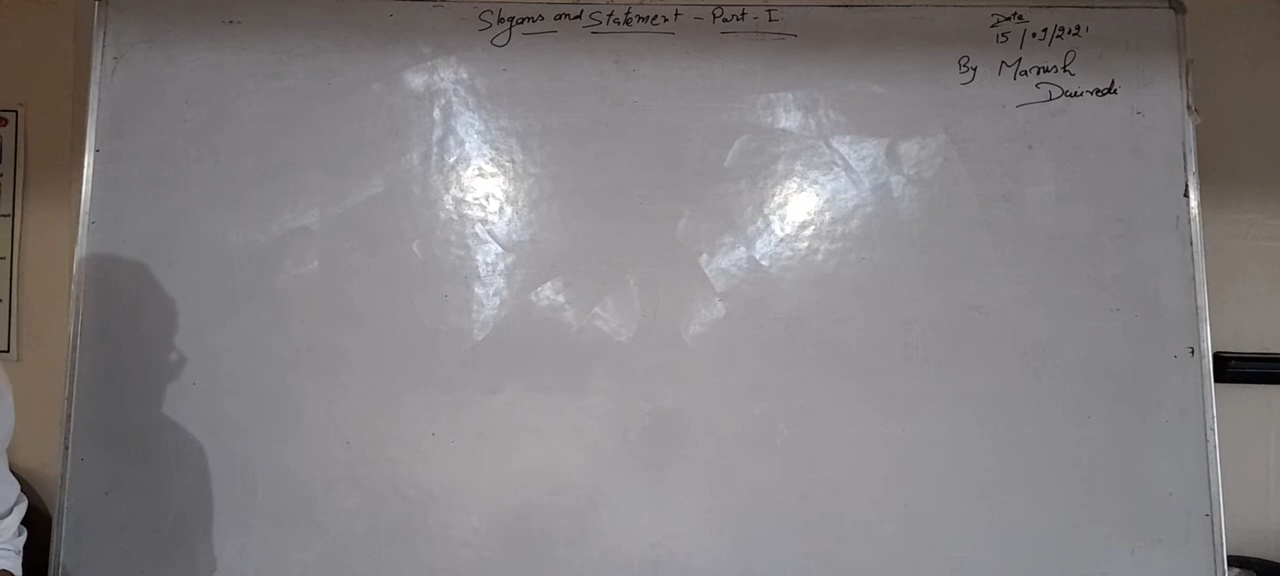 Slogans and Statement - Part - I
Date
15/09/2021
By Manish
Dwivedi